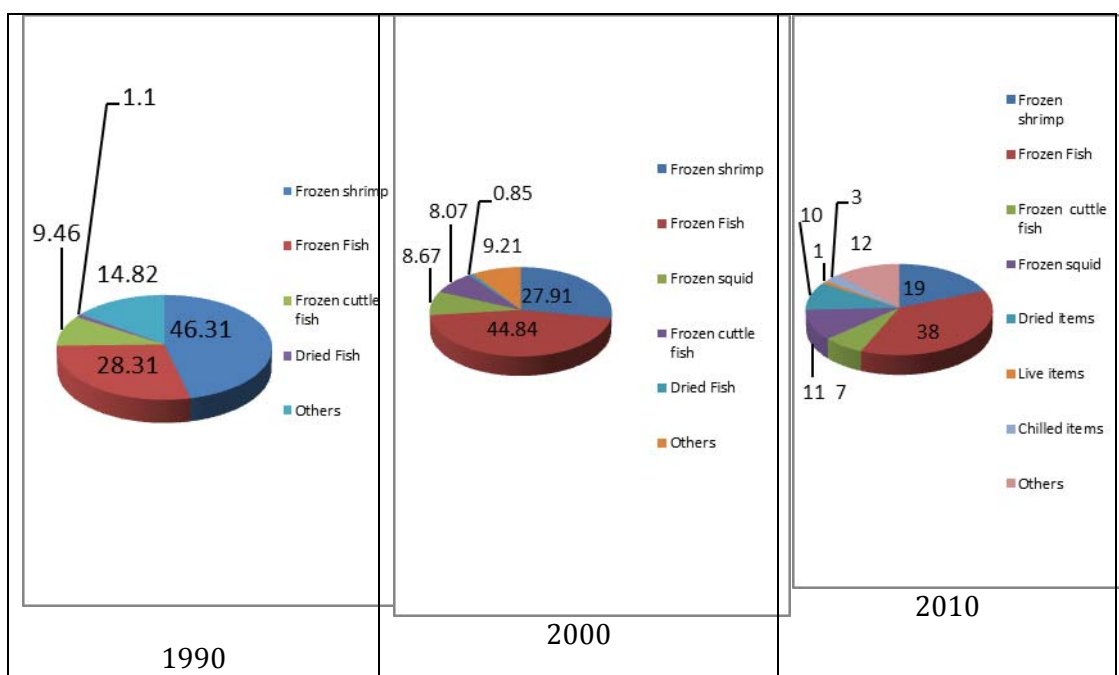 1.1
9.46
14.82
46.31
28.31
Frozen shrimp
Frozen Fish
Frozen cuttle
fish
Dried Fish
Others
1990
0.85
8.07
8.67
9.21
27.91
44.84
Frozen shrimp
Frozen Fish
Frozen squid
Frozen cuttle
fish
Dried Fish
Others
2000
3
10
1
12
19
38
11 7
Frozen
shrimp
Frozen Fish
Frozen cuttle
fish
Frozen squid
Dried items
Live items
Chilled items
Others
2010